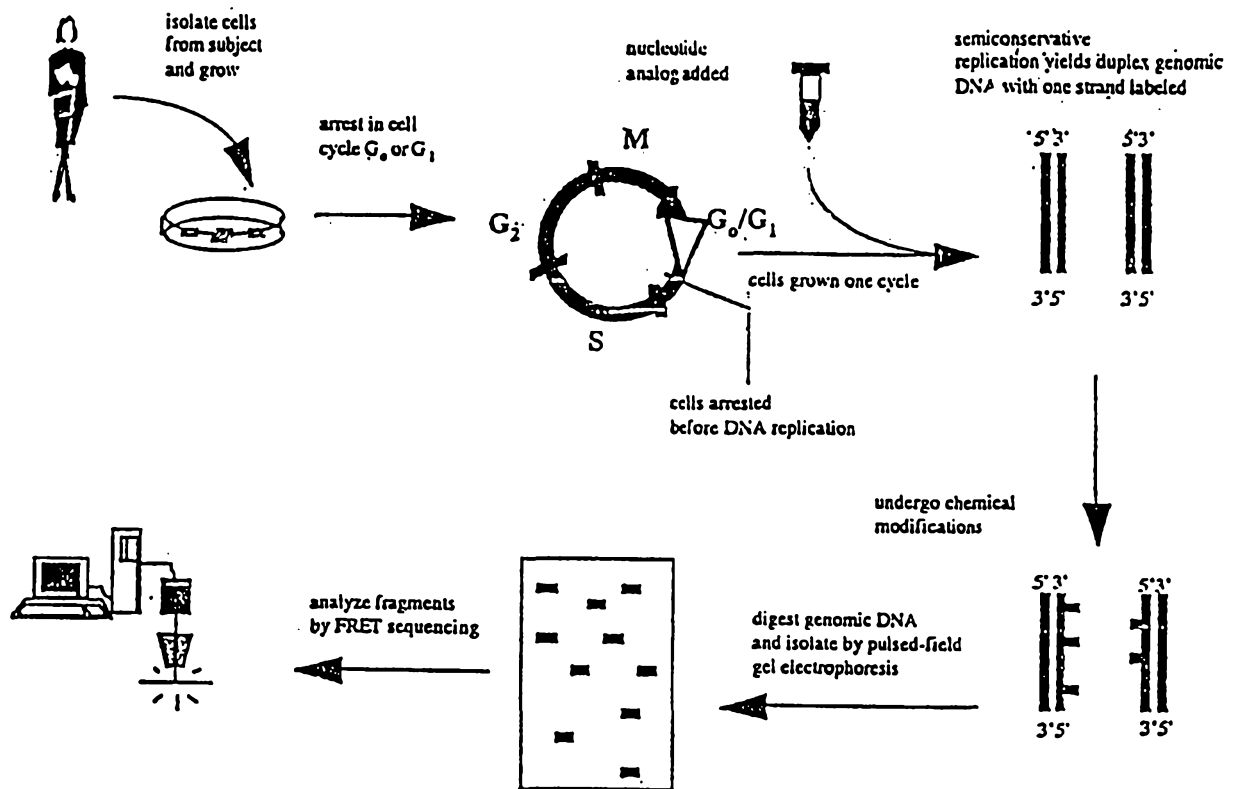 isolate cells
from subject
and grow
arrest in cell
cycle G₀ or G₁
M
G₂
G₀/G₁
S
nucleotide
analog added
cells grown one cycle
cells arrested
before DNA replication
semiconservative
replication yields duplex genomic
DNA with one strand labeled
5' 3' 5' 3'
3' 5' 3' 5'
undergo chemical
modifications
5' 3' 5' 3'
3' 5' 3' 5'
digest genomic DNA
and isolate by pulsed-field
gel electrophoresis
analyze fragments
by FRET sequencing